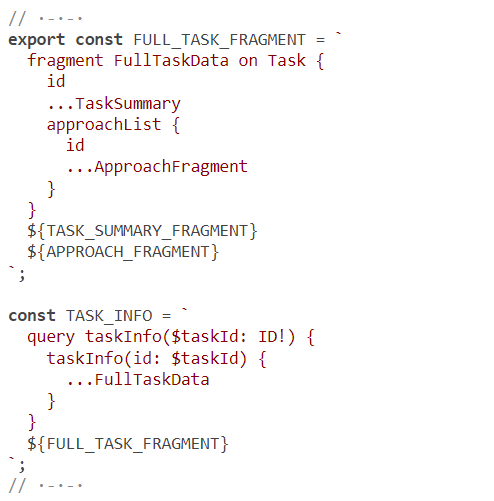 // ·-·-·
export const FULL_TASK_FRAGMENT = `
  fragment FullTaskData on Task {
    id
    ...TaskSummary
    approachList {
      id
      ...ApproachFragment
    }
  }
  ${TASK_SUMMARY_FRAGMENT}
  ${APPROACH_FRAGMENT}
`;

const TASK_INFO = `
  query taskInfo($taskId: ID!) {
    taskInfo(id: $taskId) {
      ...FullTaskData
    }
  }
  ${FULL_TASK_FRAGMENT}
`;
// ·-·-·